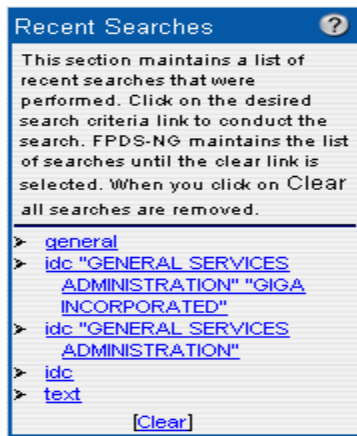 Recent Searches ?
This section maintains a list of
recent searches that were
performed. Click on the desired
search criteria link to conduct the
search. FPDS-NG maintains the list
of searches until the clear link is
selected. When you click on Clear
all searches are removed.
➤ general
➤ idc "GENERAL SERVICES
ADMINISTRATION" "GIGA
INCORPORATED"
➤ idc "GENERAL SERVICES
ADMINISTRATION"
➤ idc
➤ text
[Clear]